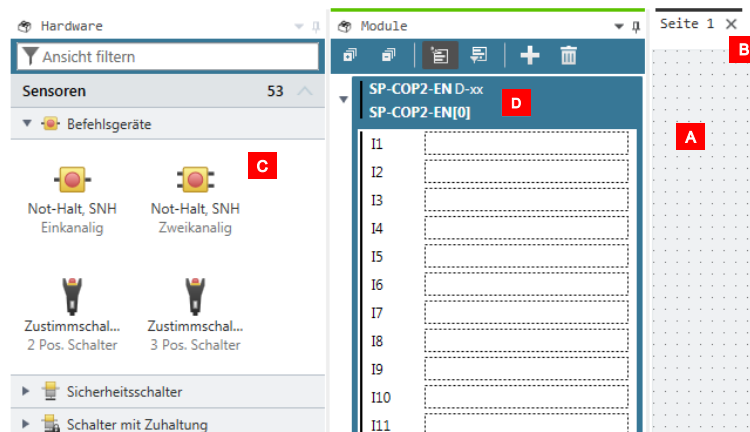 Hardware
Ansicht filtern
Sensoren 53
Befehlsgeräte
C
Not-Halt, SNH
Einkanalig
Not-Halt, SNH
Zweikanalig
Zustimmschal...
2 Pos. Schalter
Zustimmschal...
3 Pos. Schalter
Sicherheitsschalter
Schalter mit Zuhaltung
Module
SP-COP2-EN D-xx
SP-COP2-EN[0]
D
I1
I2
I3
I4
I5
I6
I7
I8
I9
I10
I11
Seite 1
B
A